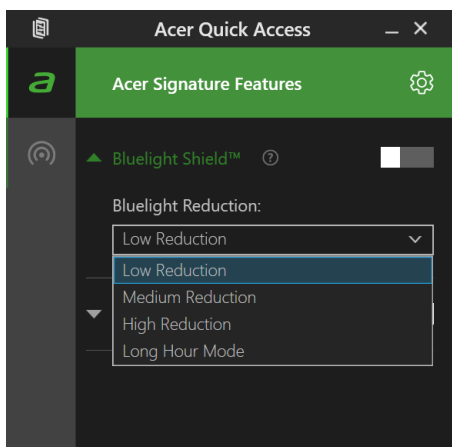 Acer Quick Access
a
Acer Signature Features
Bluelight Shield™ ?
Bluelight Reduction:
Low Reduction
Low Reduction
Medium Reduction
High Reduction
Long Hour Mode